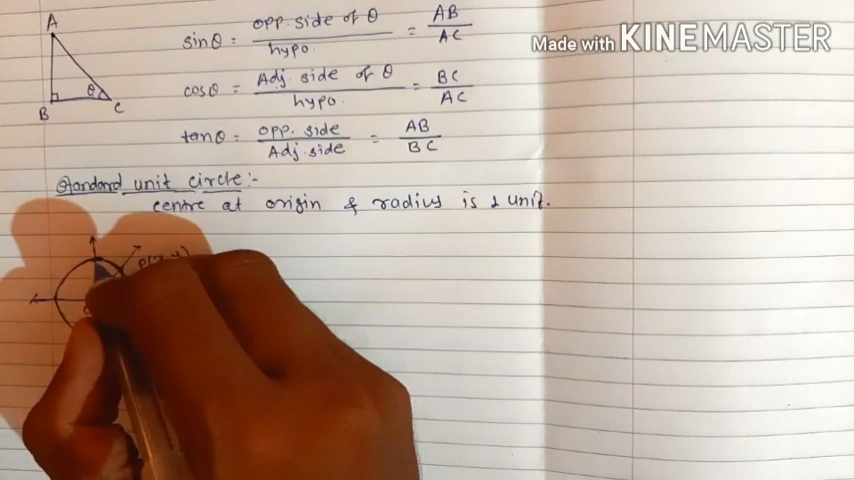 A
B
C
θ
sinθ = opp. side of θ / hypo. = AB / AC
Made with KINEMASTER
cosθ = Adj. side of θ / hypo. = BC / AC
tanθ = opp. side / Adj. side = AB / BC
Standard unit circle:-
centre at origin & radius is 1 unit.
P(x, y)